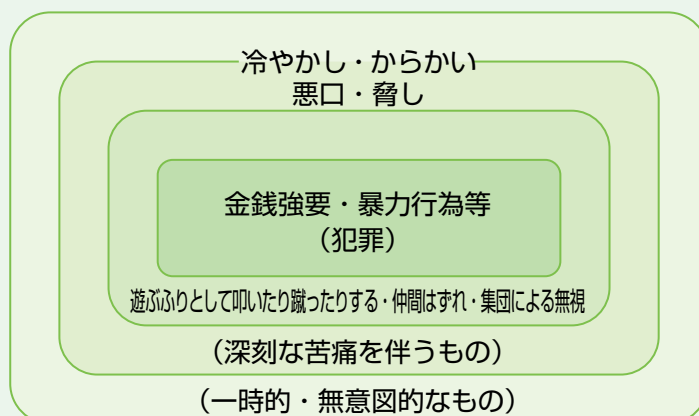 冷やかし・からかい
悪口・脅し
金銭強要・暴力行為等
（犯罪）
遊ぶふりとして叩いたり蹴ったりする・仲間はずれ・集団による無視
（深刻な苦痛を伴うもの）
（一時的・無意図的なもの）